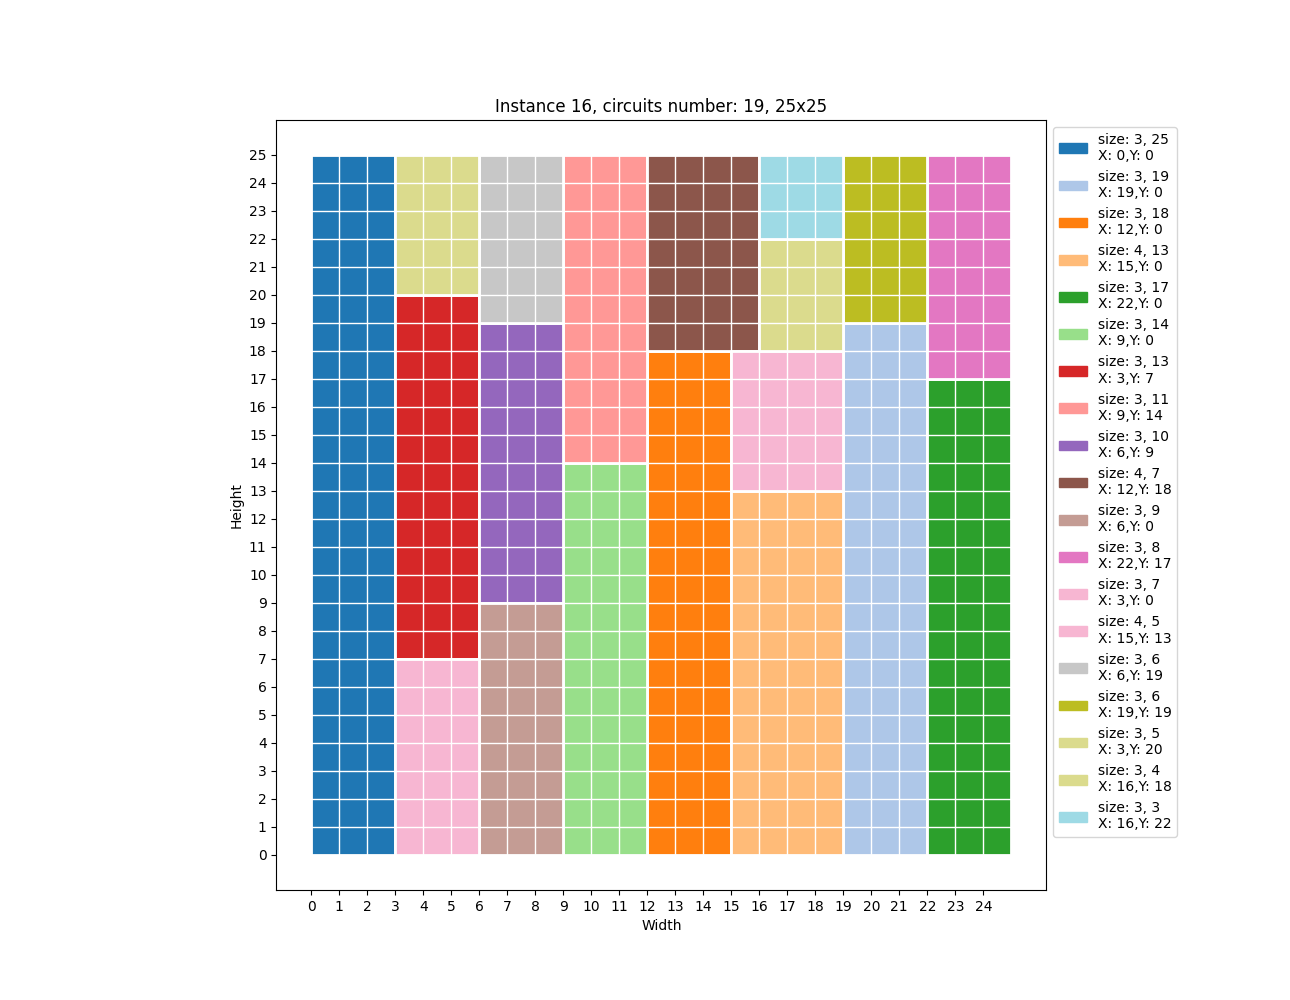 Instance 16, circuits number: 19, 25x25
Height
25
24
23
22
21
20
19
18
17
16
15
14
13
12
11
10
9
8
7
6
5
4
3
2
1
0
0 1 2 3 4 5 6 7 8 9 10 11 12 13 14 15 16 17 18 19 20 21 22 23 24
Width
size: 3, 25
X: 0,Y: 0
size: 3, 19
X: 19,Y: 0
size: 3, 18
X: 12,Y: 0
size: 4, 13
X: 15,Y: 0
size: 3, 17
X: 22,Y: 0
size: 3, 14
X: 9,Y: 0
size: 3, 13
X: 3,Y: 7
size: 3, 11
X: 9,Y: 14
size: 3, 10
X: 6,Y: 9
size: 4, 7
X: 12,Y: 18
size: 3, 9
X: 6,Y: 0
size: 3, 8
X: 22,Y: 17
size: 3, 7
X: 3,Y: 0
size: 4, 5
X: 15,Y: 13
size: 3, 6
X: 6,Y: 19
size: 3, 6
X: 19,Y: 19
size: 3, 5
X: 3,Y: 20
size: 3, 4
X: 16,Y: 18
size: 3, 3
X: 16,Y: 22